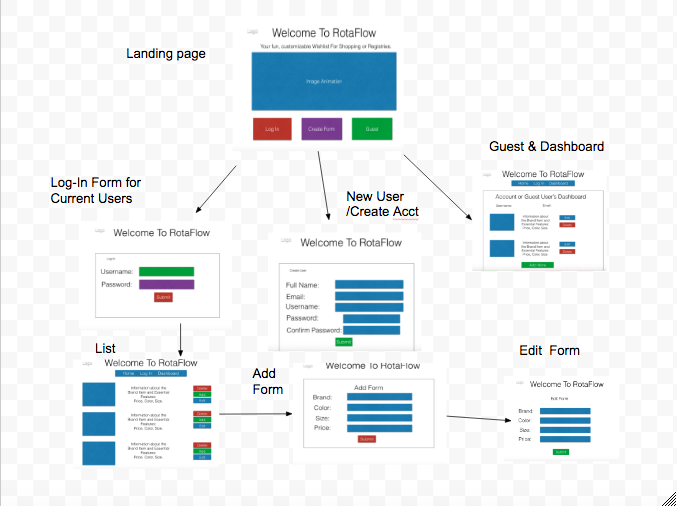 Logo
Welcome To RotaFlow
Your fun, customizable Wishlist For Shopping or Registries
Landing page
Image Animation
Log In
Create Form
Guest
Guest & Dashboard
Welcome To RotaFlow
Home Log In Dashboard
Account or Guest User's Dashboard
Username: Email:
Information about
the Brand Item and
Essential Features:
Price, Color, Size
Information about
the Brand Item and
Essential Features:
Price, Color, Size
Log-In Form for
Current Users
Logo
Welcome To RotaFlow
Log In
Username:
Password:
Submit
New User
/Create Acct
Logo
Welcome To RotaFlow
Create User
Full Name:
Email:
Username:
Password:
Confirm Password:
Submit
List
Logo
Welcome To RotaFlow
Home Log In Dashboard
Information about the
Brand Item and Essential
Features:
Price, Color, Size
Delete
Add
Edit
Information about the
Brand Item and Essential
Features:
Price, Color, Size
Delete
Add
Edit
Information about the
Brand Item and Essential
Features:
Price, Color, Size
Delete
Add
Edit
Add
Form
Welcome To RotaFlow
Add Form
Brand:
Color:
Size:
Price:
Submit
Edit Form
Logo
Welcome To RotaFlow
Edit Form
Brand:
Color:
Size:
Price:
Submit